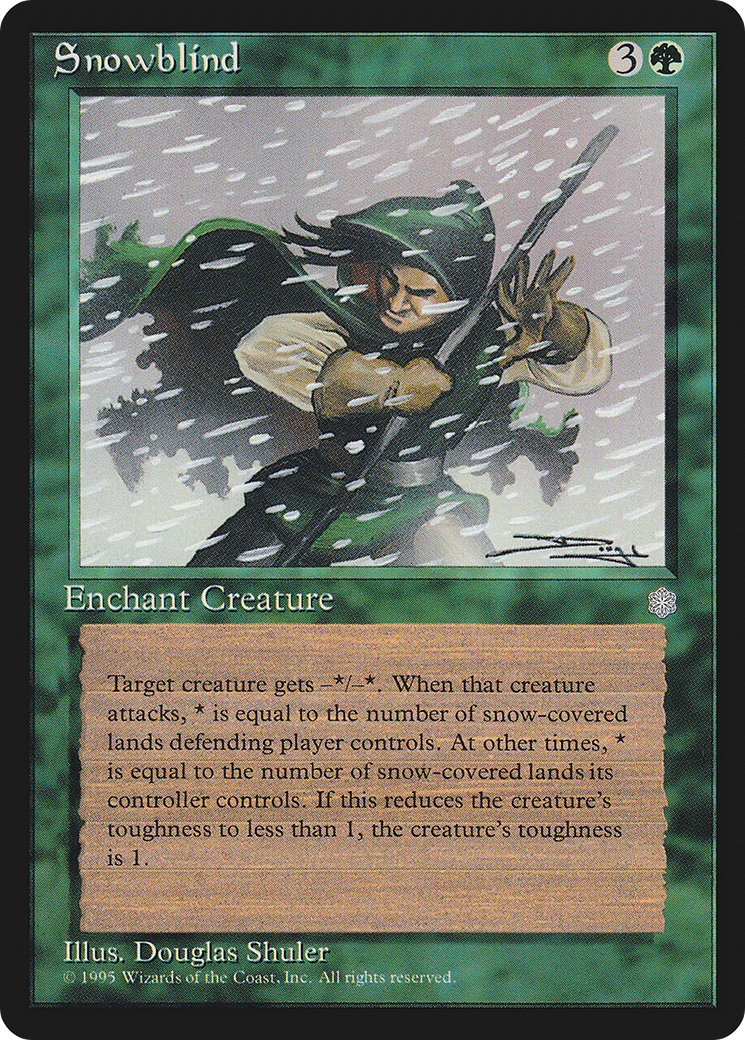 Snowblind
3
Enchant Creature
Target creature gets –*/–*. When that creature
attacks, * is equal to the number of snow-covered
lands defending player controls. At other times, *
is equal to the number of snow-covered lands its
controller controls. If this reduces the creature's
toughness to less than 1, the creature's toughness
is 1.
Illus. Douglas Shuler
© 1995 Wizards of the Coast, Inc. All rights reserved.